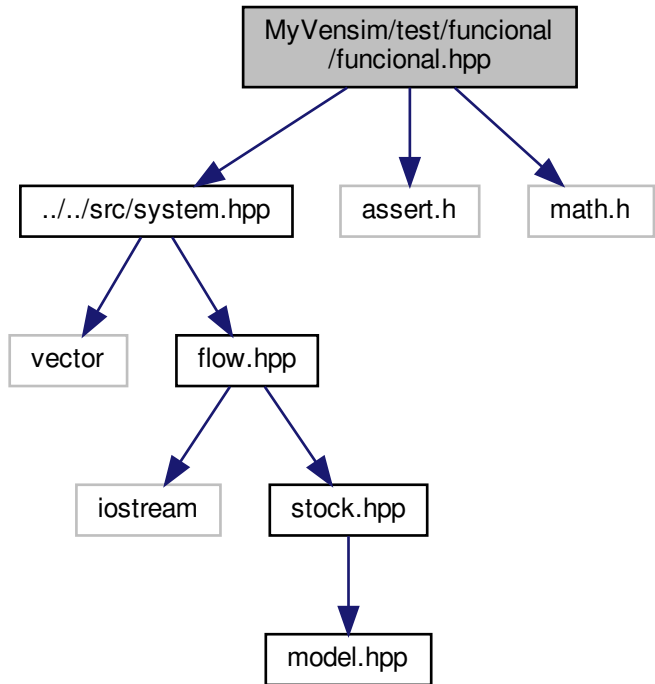 MyVensim/test/funcional
/funcional.hpp
../../src/system.hpp
assert.h
math.h
vector
flow.hpp
iostream
stock.hpp
model.hpp